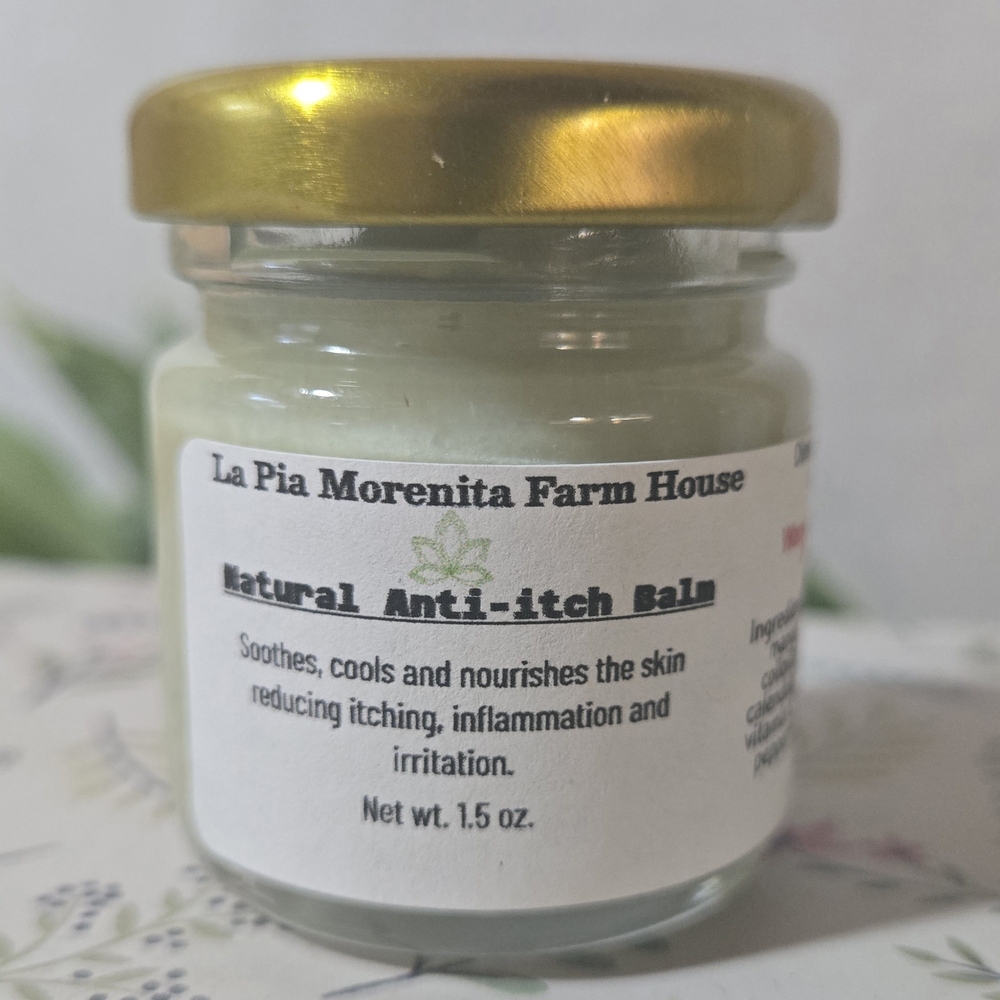 La Pia Morenita Farm House
Natural Anti-itch Balm
Soothes, cools and nourishes the skin
reducing itching, inflammation and
irritation.
Net wt. 1.5 oz.